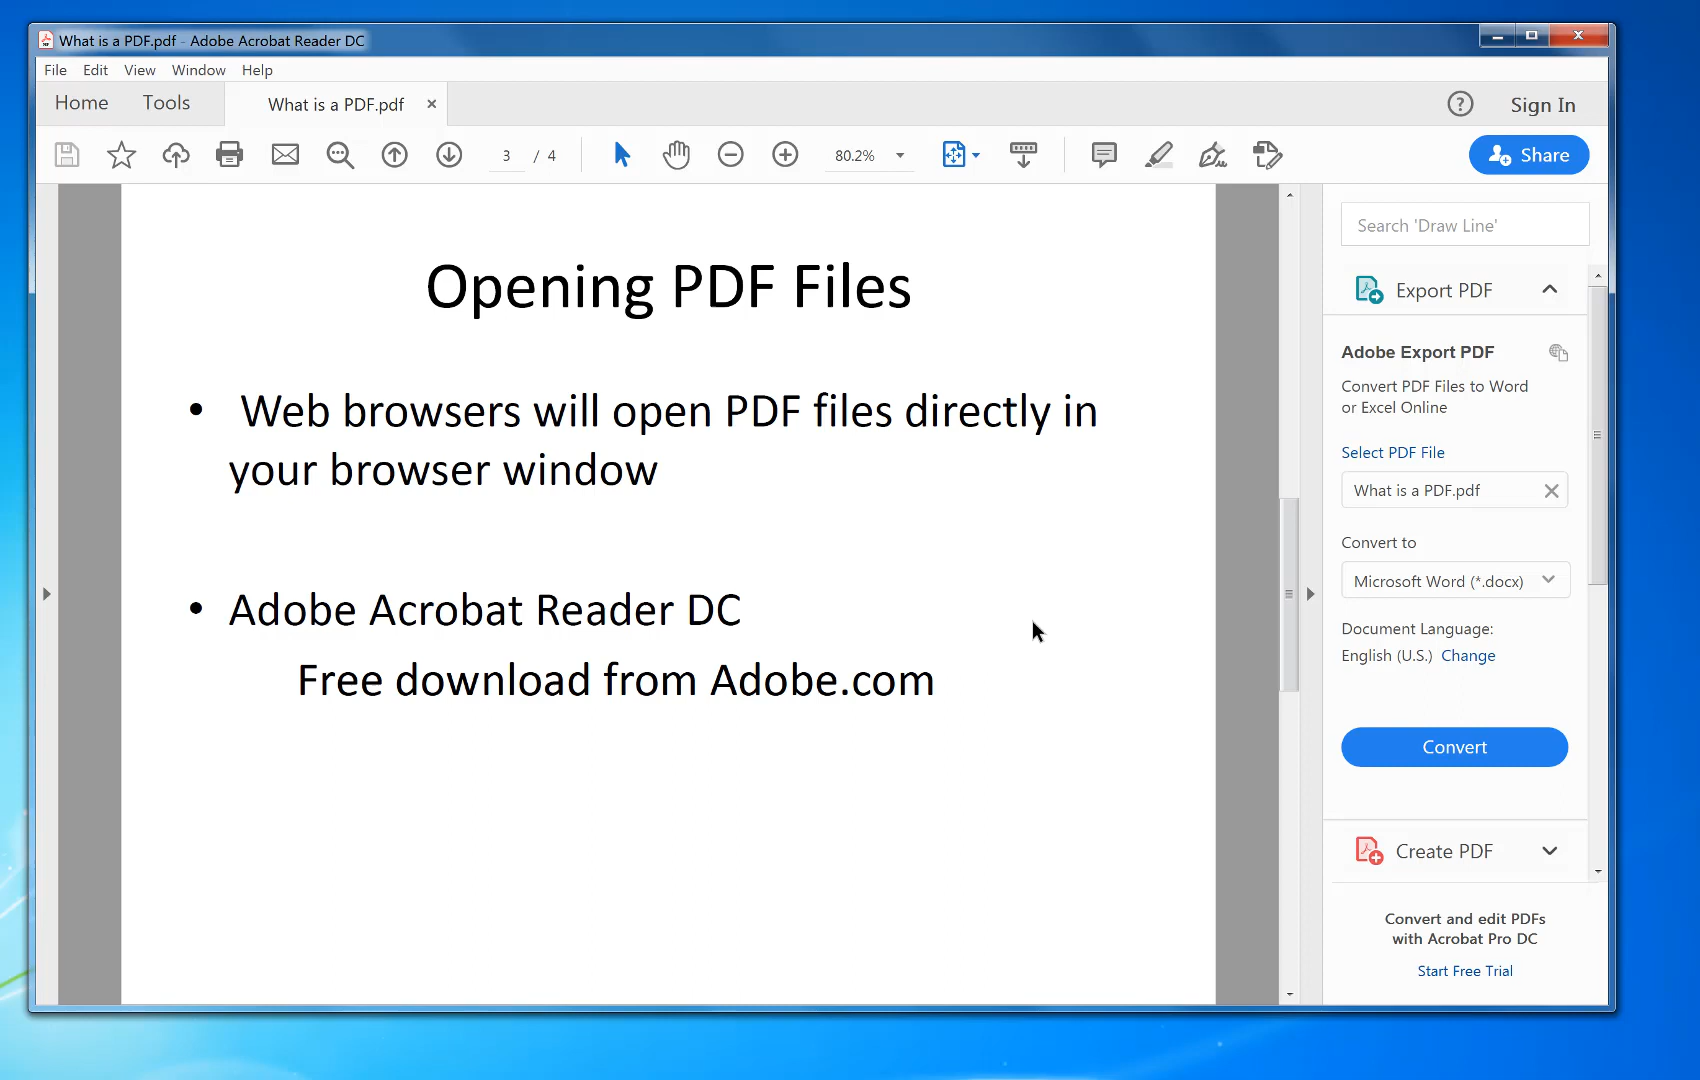 What is a PDF.pdf - Adobe Acrobat Reader DC
File Edit View Window Help
Home Tools What is a PDF.pdf Sign In
3 / 4 80.2% Share
Opening PDF Files
• Web browsers will open PDF files directly in
your browser window
• Adobe Acrobat Reader DC
Free download from Adobe.com
Search 'Draw Line'
Export PDF
Adobe Export PDF
Convert PDF Files to Word
or Excel Online
Select PDF File
What is a PDF.pdf
Convert to
Microsoft Word (*.docx)
Document Language:
English (U.S.) Change
Convert
Create PDF
Convert and edit PDFs
with Acrobat Pro DC
Start Free Trial